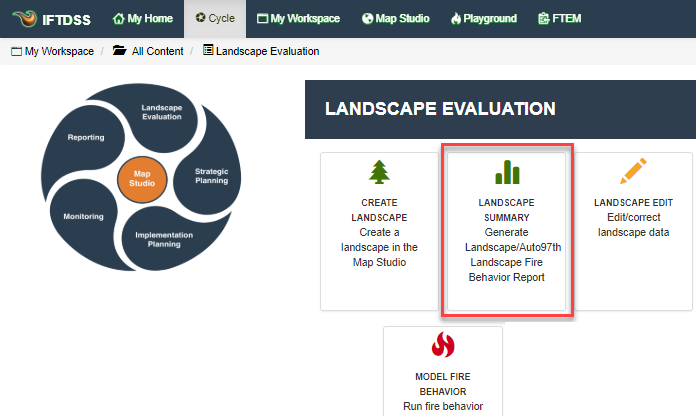 IFTDSS My Home Cycle My Workspace Map Studio Playground FTEM
My Workspace / All Content / Landscape Evaluation
Landscape
Evaluation
Reporting
Map
Studio
Strategic
Planning
Monitoring
Implementation
Planning
LANDSCAPE EVALUATION
CREATE
LANDSCAPE
Create a
landscape in the
Map Studio
LANDSCAPE
SUMMARY
Generate
Landscape/Auto97th
Landscape Fire
Behavior Report
LANDSCAPE EDIT
Edit/correct
landscape data
MODEL FIRE
BEHAVIOR
Run fire behavior